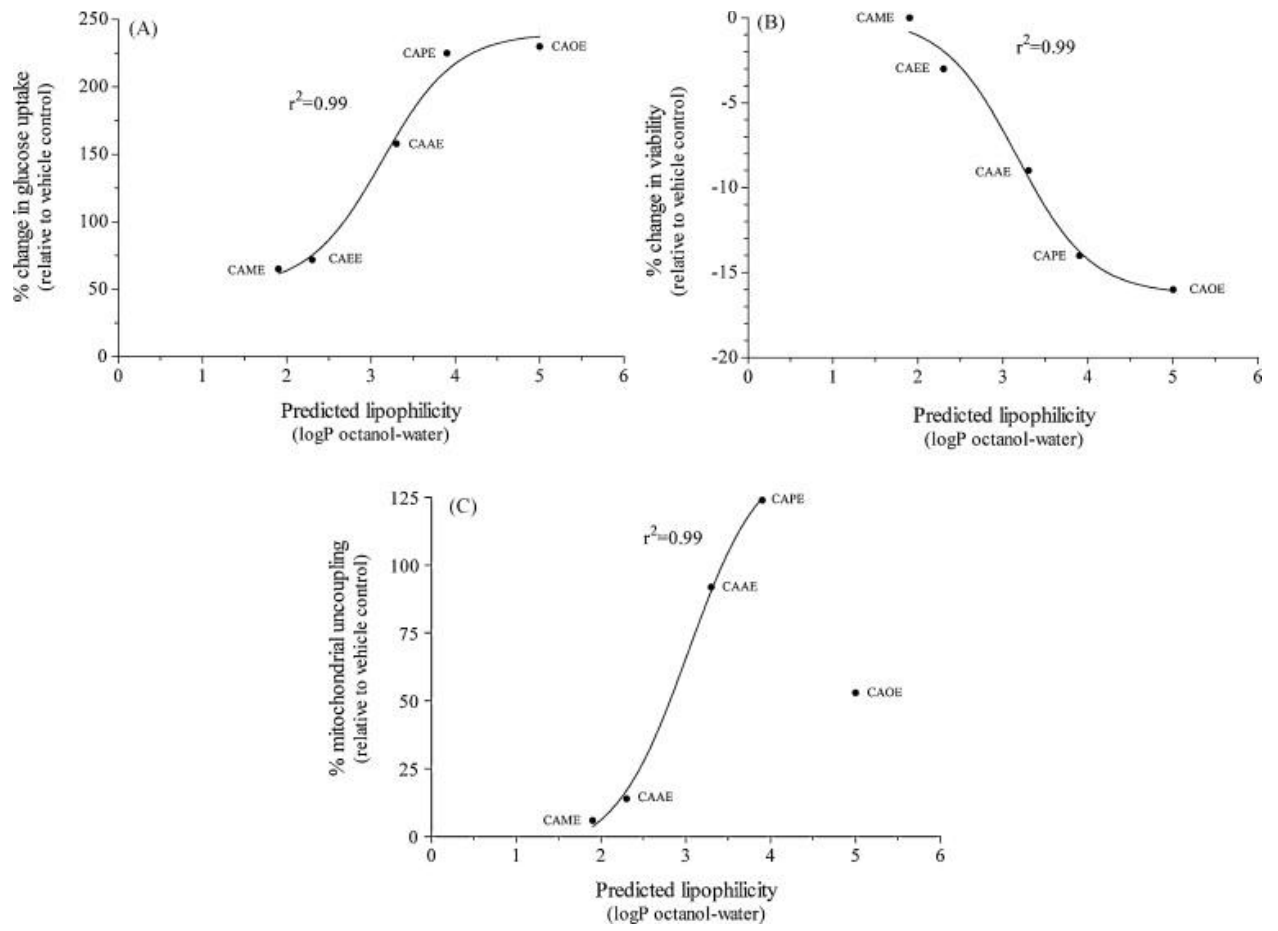 (A)
250
200
150
100
50
0
% change in glucose uptake
(relative to vehicle control)
r²=0.99
CAME
CAEE
CAAE
CAPE
CAOE
0 1 2 3 4 5 6
Predicted lipophilicity
(logP octanol-water)
(B)
0
-5
-10
-15
-20
% change in viability
(relative to vehicle control)
r²=0.99
CAME
CAEE
CAAE
CAPE
CAOE
0 1 2 3 4 5 6
Predicted lipophilicity
(logP octanol-water)
(C)
125
100
75
50
25
0
% mitochondrial uncoupling
(relative to vehicle control)
r²=0.99
CAPE
CAAE
CAOE
CAAE
CAME
0 1 2 3 4 5 6
Predicted lipophilicity
(logP octanol-water)